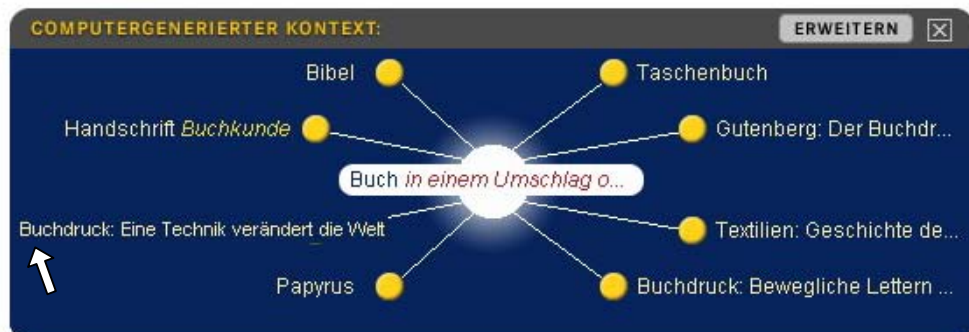 COMPUTERGENERIERTER KONTEXT:
ERWEITERN
Bibel
Taschenbuch
Handschrift Buchkunde
Gutenberg: Der Buchdr...
Buch in einem Umschlag o...
Buchdruck: Eine Technik verändert die Welt
Textilien: Geschichte de...
Papyrus
Buchdruck: Bewegliche Lettern ...